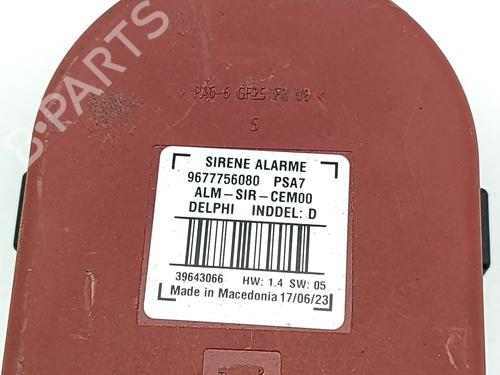 > PA6-6 GF25 FR 09 <
5
SIRENE ALARME
9677756080 PSA7
ALM-SIR-CEM00
DELPHI INDDEL: D
39643066 HW: 1.4 SW: 05
Made in Macedonia 17/06/23
B-PARTS